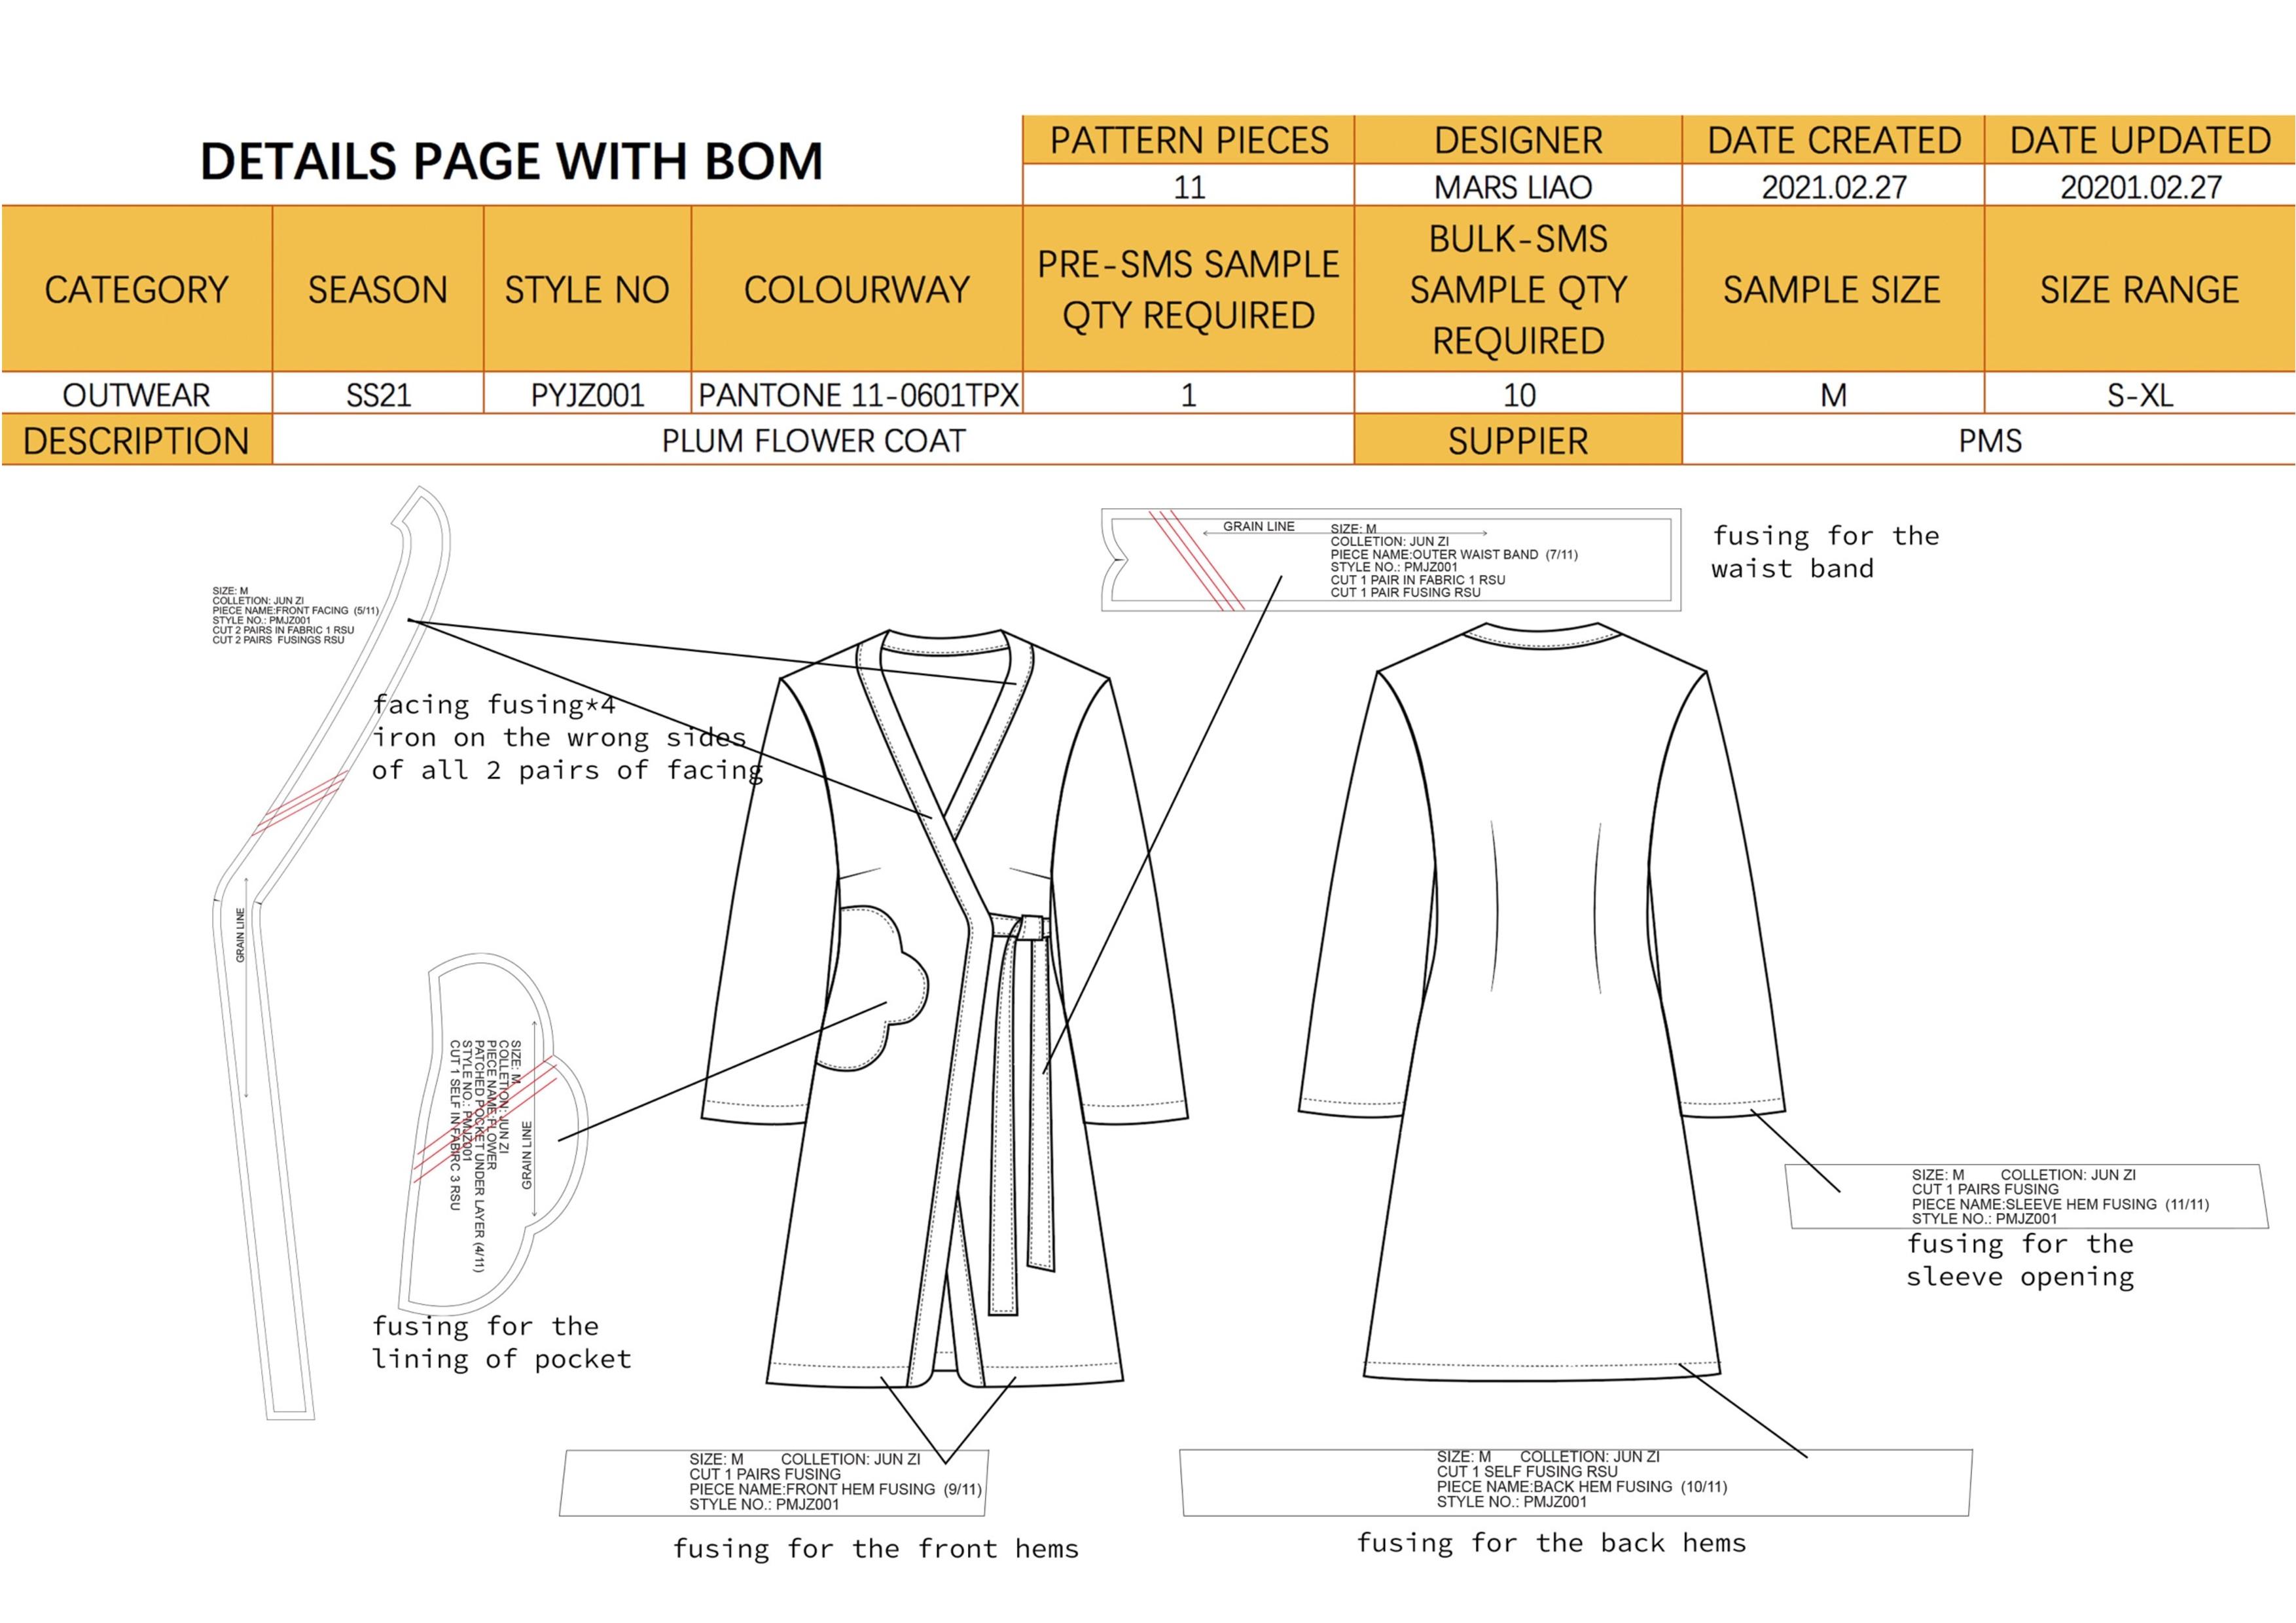 DETAILS PAGE WITH BOM
PATTERN PIECES
DESIGNER
DATE CREATED
DATE UPDATED
11
MARS LIAO
2021.02.27
20201.02.27
CATEGORY
SEASON
STYLE NO
COLOURWAY
PRE-SMS SAMPLE
QTY REQUIRED
BULK-SMS
SAMPLE QTY
REQUIRED
SAMPLE SIZE
SIZE RANGE
OUTWEAR
SS21
PYJZ001
PANTONE 11-0601TPX
1
10
M
S-XL
DESCRIPTION
PLUM FLOWER COAT
SUPPIER
PMS
SIZE: M
COLLETION: JUN ZI
PIECE NAME:FRONT FACING (5/11)
STYLE NO.: PMJZ001
CUT 2 PAIRS IN FABRIC 1 RSU
CUT 2 PAIRS FUSINGS RSU
GRAIN LINE
facing fusing*4
iron on the wrong sides
of all 2 pairs of facing
GRAIN LINE
SIZE: M
COLLETION: JUN ZI
PIECE NAME:OUTER WAIST BAND (7/11)
STYLE NO.: PMJZ001
CUT 1 PAIR IN FABRIC 1 RSU
CUT 1 PAIR FUSING RSU
fusing for the
waist band
SIZE: M
COLLETION: JUN ZI
PIECE NAME:FLOWER
PATCHED POCKET UNDER LAYER (4/11)
STYLE NO.: PMJZ001
CUT 1 SELF IN FABIRC 3 RSU
GRAIN LINE
fusing for the
lining of pocket
SIZE: M COLLETION: JUN ZI
CUT 1 PAIRS FUSING
PIECE NAME:SLEEVE HEM FUSING (11/11)
STYLE NO.: PMJZ001
fusing for the
sleeve opening
SIZE: M COLLETION: JUN ZI
CUT 1 PAIRS FUSING
PIECE NAME:FRONT HEM FUSING (9/11)
STYLE NO.: PMJZ001
fusing for the front hems
SIZE: M COLLETION: JUN ZI
CUT 1 SELF FUSING RSU
PIECE NAME:BACK HEM FUSING (10/11)
STYLE NO.: PMJZ001
fusing for the back hems